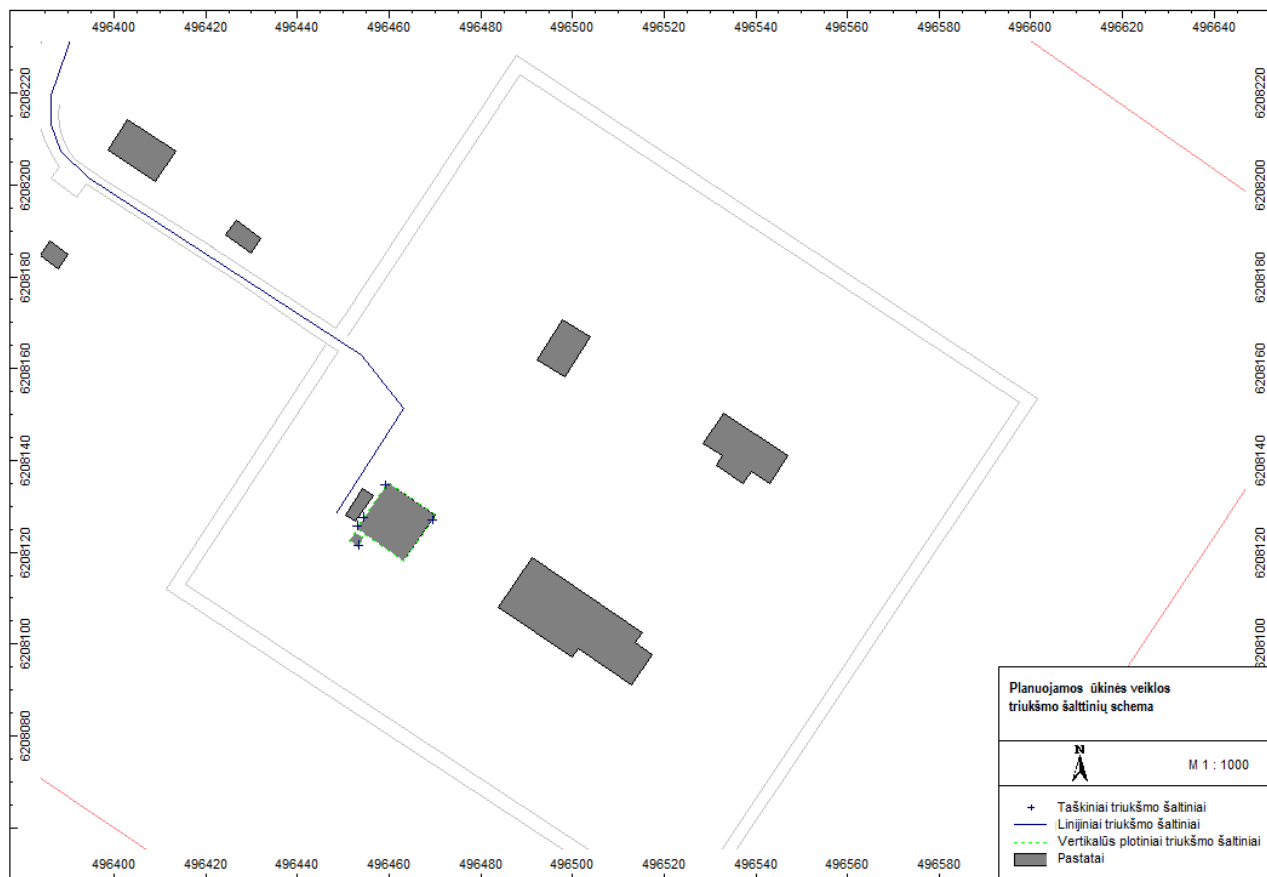 496400 496420 496440 496460 496480 496500 496520 496540 496560 496580 496600 496620 496640
6208220 6208220
6208200 6208200
6208180 6208180
6208160 6208160
6208140 6208140
6208120 6208120
6208100 6208100
6208080
Planuojamos ūkinės veiklos
triukšmo šalttinių schema
N
M 1 : 1000
Taškiniai triukšmo šaltiniai
Linijiniai triukšmo šaltiniai
Vertikalūs plotiniai triukšmo šaltiniai
Pastatai
496400 496420 496440 496460 496480 496500 496520 496540 496560 496580